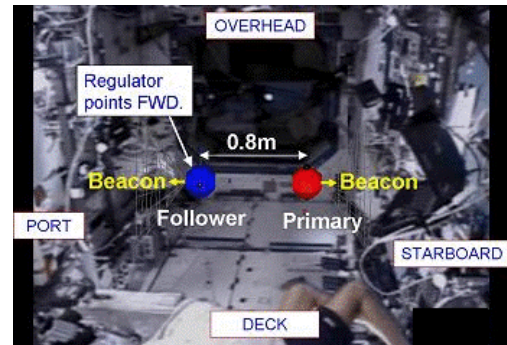 OVERHEAD
Regulator
points FWD.
0.8m
Beacon
Beacon
Follower
Primary
PORT
STARBOARD
DECK